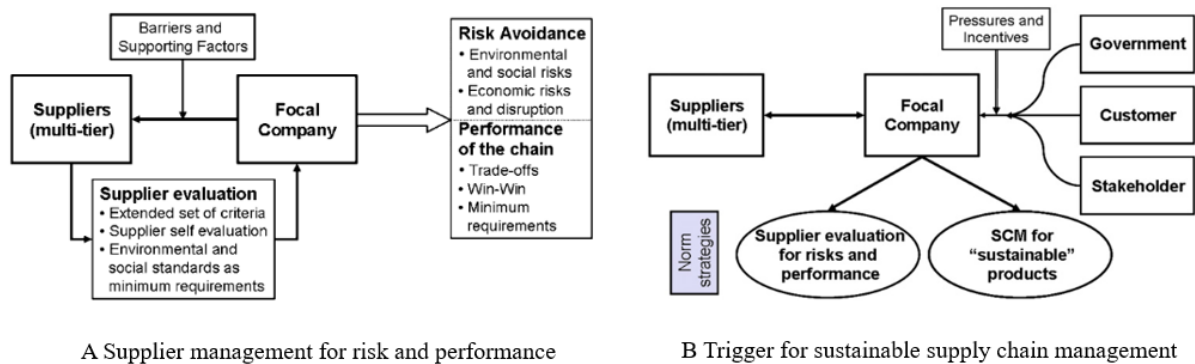 Barriers and
Supporting Factors
Suppliers
(multi-tier)
Focal
Company
Risk Avoidance
• Environmental
and social risks
• Economic risks
and disruption
Performance
of the chain
• Trade-offs
• Win-Win
• Minimum
requirements
Supplier evaluation
• Extended set of criteria
• Supplier self evaluation
• Environmental and
social standards as
minimum requirements
A Supplier management for risk and performance
Pressures and
Incentives
Government
Suppliers
(multi-tier)
Focal
Company
Customer
Stakeholder
Norm
strategies
Supplier evaluation
for risks and
performance
SCM for
“sustainable”
products
B Trigger for sustainable supply chain management